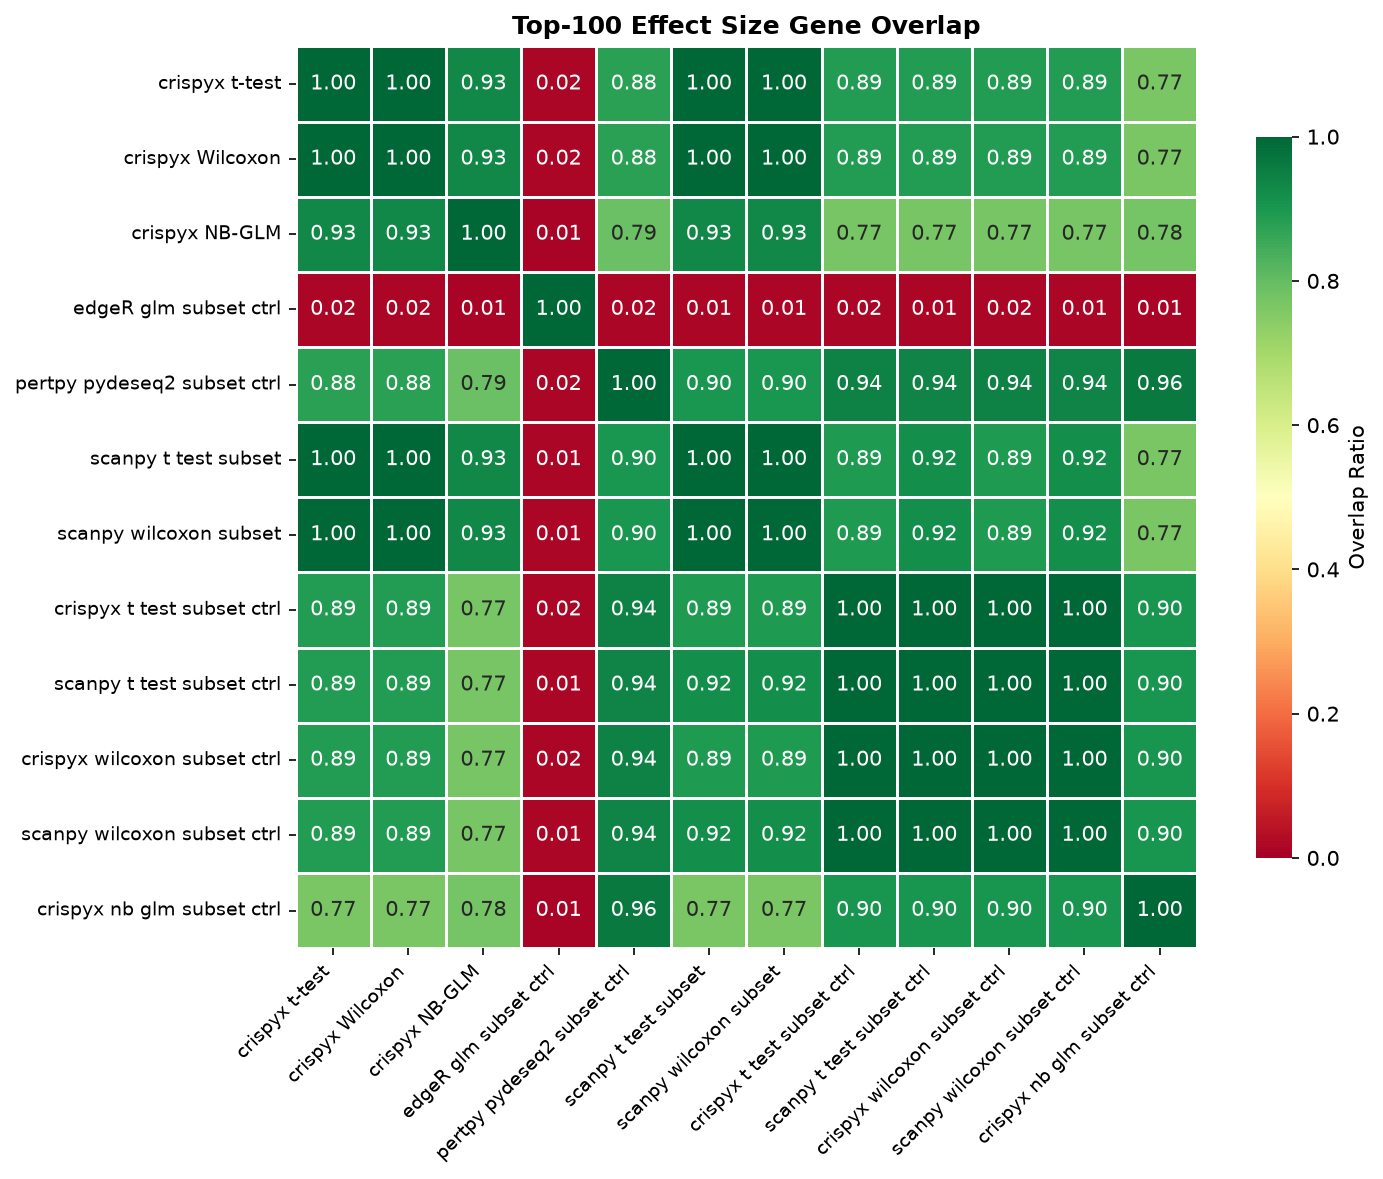 Top-100 Effect Size Gene Overlap
crispyx t-test 1.00 1.00 0.93 0.02 0.88 1.00 1.00 0.89 0.89 0.89 0.89 0.77
crispyx Wilcoxon 1.00 1.00 0.93 0.02 0.88 1.00 1.00 0.89 0.89 0.89 0.89 0.77
crispyx NB-GLM 0.93 0.93 1.00 0.01 0.79 0.93 0.93 0.77 0.77 0.77 0.77 0.78
edgeR glm subset ctrl 0.02 0.02 0.01 1.00 0.02 0.01 0.01 0.02 0.01 0.02 0.01 0.01
pertpy pydeseq2 subset ctrl 0.88 0.88 0.79 0.02 1.00 0.90 0.90 0.94 0.94 0.94 0.94 0.96
scanpy t test subset 1.00 1.00 0.93 0.01 0.90 1.00 1.00 0.89 0.92 0.89 0.92 0.77
scanpy wilcoxon subset 1.00 1.00 0.93 0.01 0.90 1.00 1.00 0.89 0.92 0.89 0.92 0.77
crispyx t test subset ctrl 0.89 0.89 0.77 0.02 0.94 0.89 0.89 1.00 1.00 1.00 1.00 0.90
scanpy t test subset ctrl 0.89 0.89 0.77 0.01 0.94 0.92 0.92 1.00 1.00 1.00 1.00 0.90
crispyx wilcoxon subset ctrl 0.89 0.89 0.77 0.02 0.94 0.89 0.89 1.00 1.00 1.00 1.00 0.90
scanpy wilcoxon subset ctrl 0.89 0.89 0.77 0.01 0.94 0.92 0.92 1.00 1.00 1.00 1.00 0.90
crispyx nb glm subset ctrl 0.77 0.77 0.78 0.01 0.96 0.77 0.77 0.90 0.90 0.90 0.90 1.00
crispyx t-test
crispyx Wilcoxon
crispyx NB-GLM
edgeR glm subset ctrl
pertpy pydeseq2 subset ctrl
scanpy t test subset
scanpy wilcoxon subset
crispyx t test subset ctrl
scanpy t test subset ctrl
crispyx wilcoxon subset ctrl
scanpy wilcoxon subset ctrl
crispyx nb glm subset ctrl
1.0
0.8
0.6
0.4
0.2
0.0
Overlap Ratio